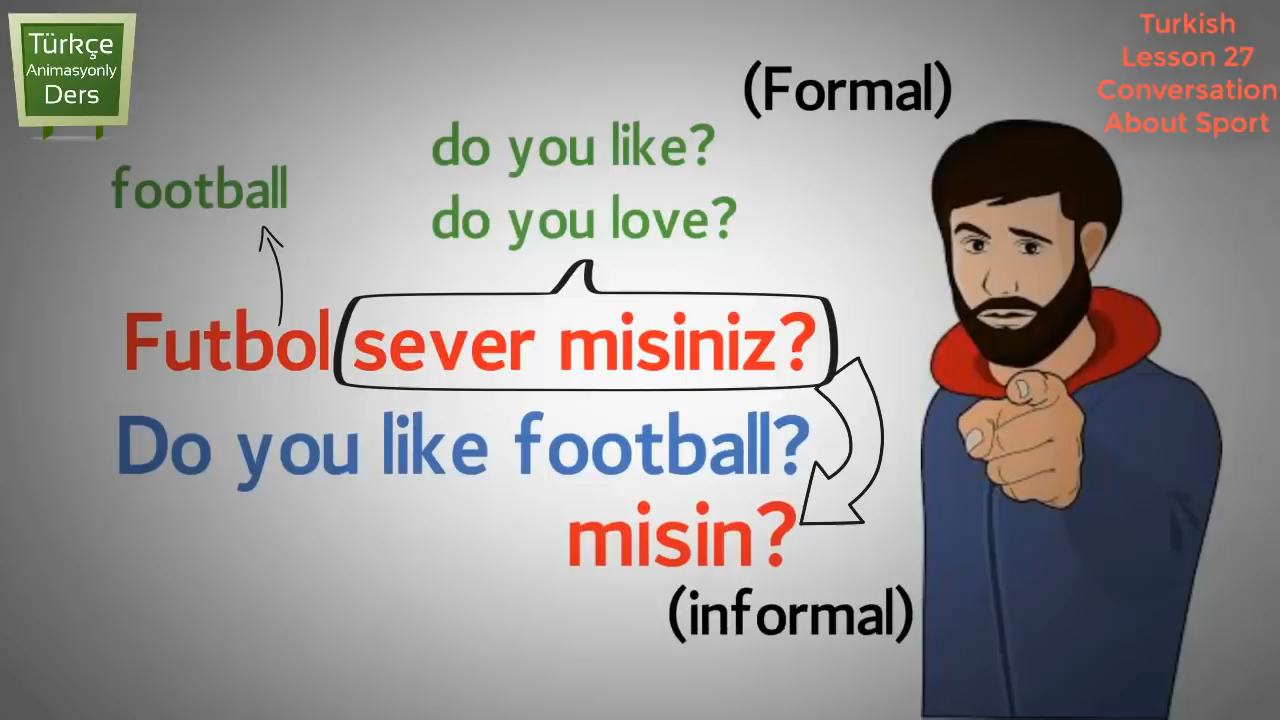 Türkçe
Animasyonly
Ders
Turkish
Lesson 27
Conversation
About Sport
(Formal)
do you like?
football
do you love?
Futbol sever misiniz?
Do you like football?
misin?
(informal)